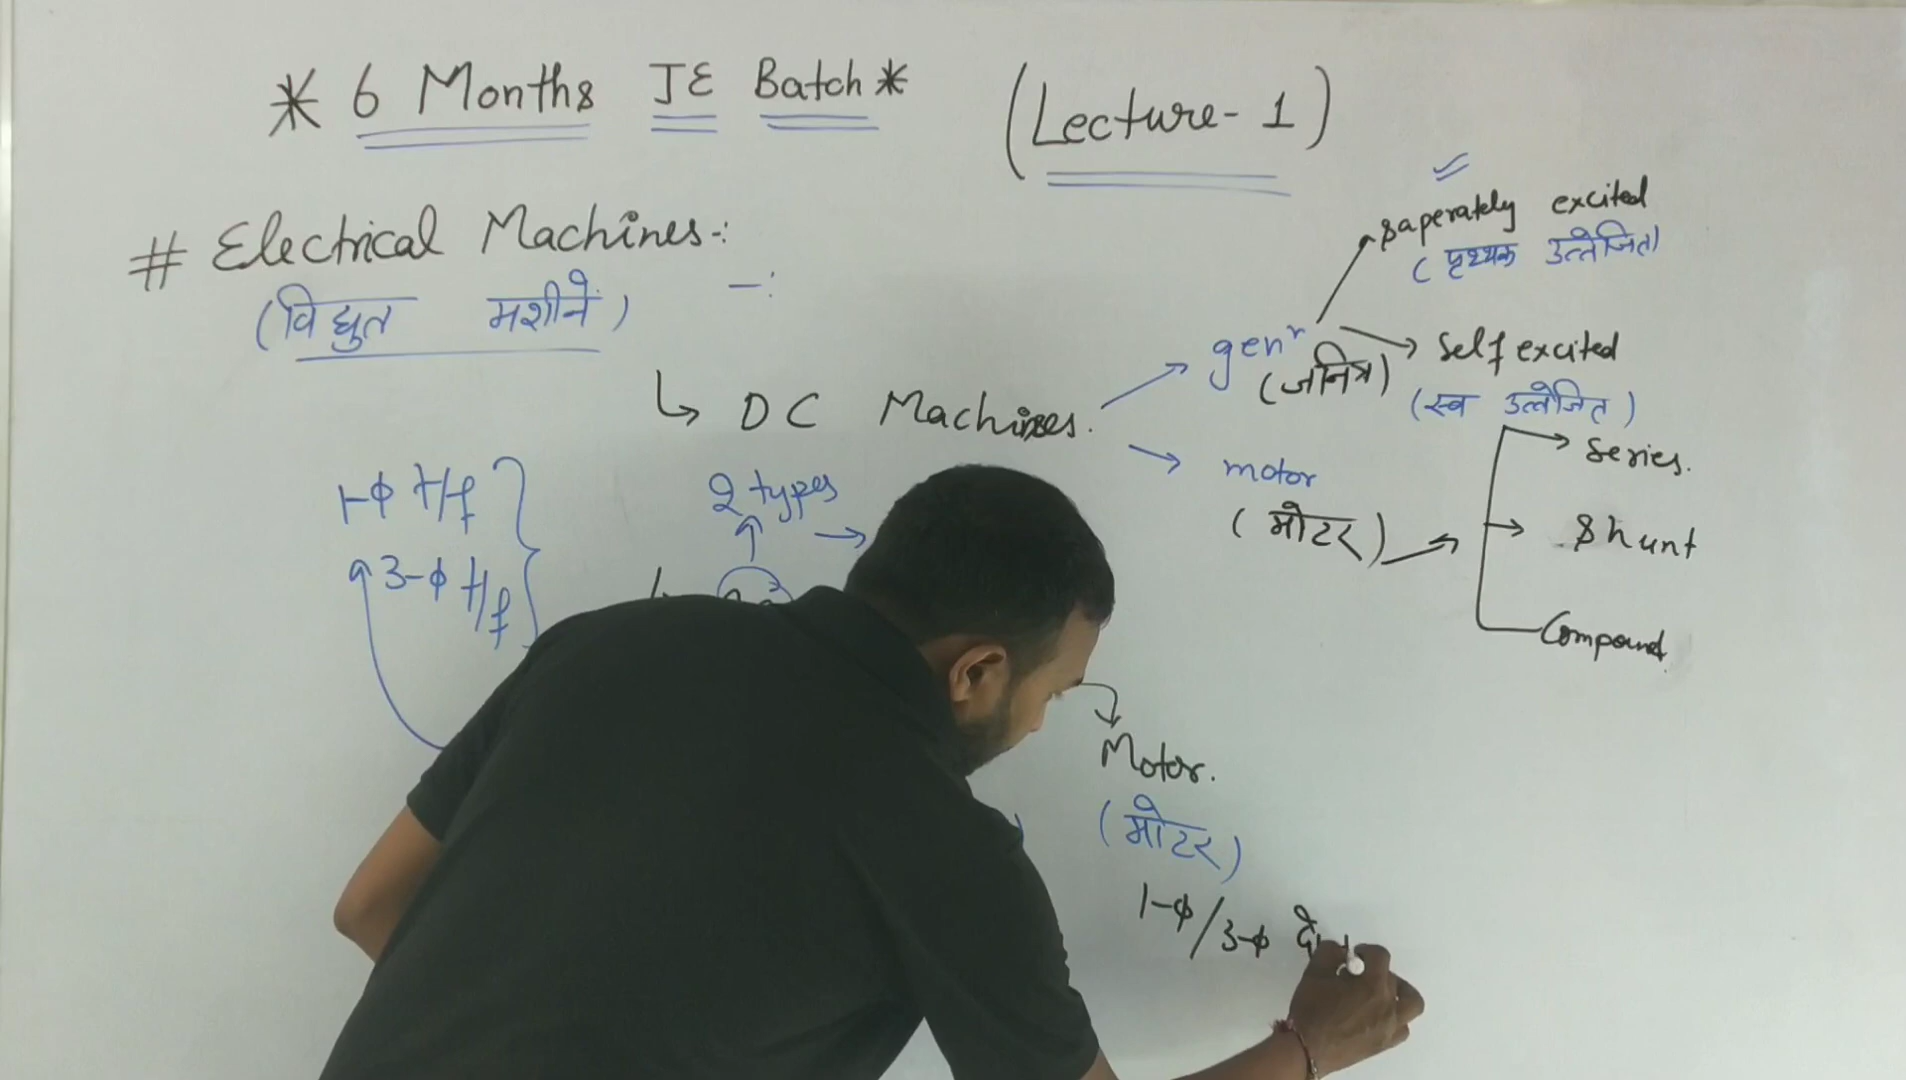 * 6 Months JE Batch *
(Lecture-1)
# Electrical Machines-:
(विद्युत मशीनें)
-:
saperately excited
(पृथ्थक उत्तेजित)
genr
(जनित्र)
self excited
(स्व उत्तेजित)
DC Machines.
motor
(मोटर)
series.
shunt
Compound
1-ϕ t/f
3-ϕ t/f
2 types
Motor.
(मोटर)
1-ϕ/3-ϕ